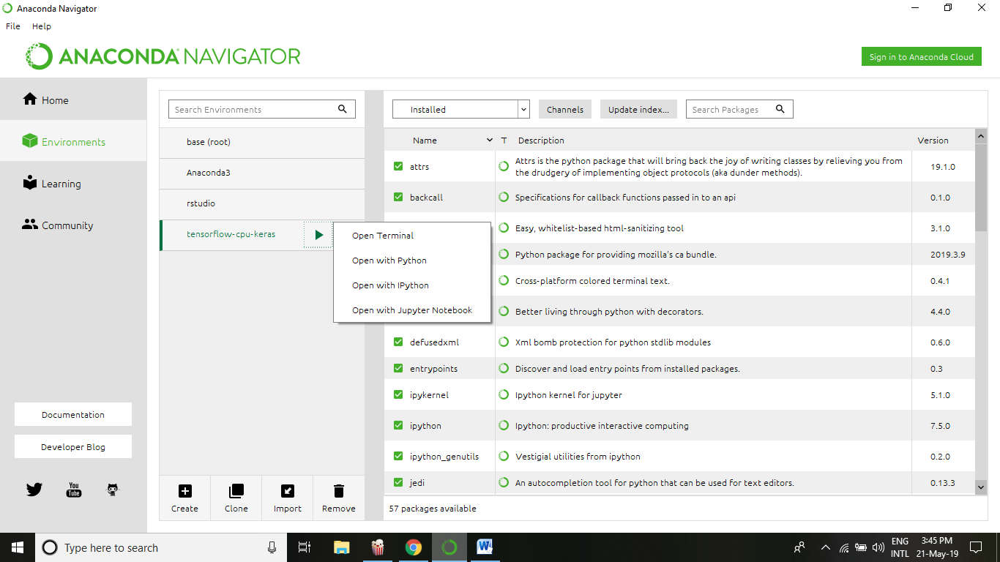 Anaconda Navigator
File Help
ANACONDA NAVIGATOR
Sign in to Anaconda Cloud
Home
Environments
Learning
Community
Documentation
Developer Blog
You
Tube
Search Environments
base (root)
Anaconda3
rstudio
tensorflow-cpu-keras
Open Terminal
Open with Python
Open with IPython
Open with Jupyter Notebook
Create Clone Import Remove
Installed Channels Update index... Search Packages
Name T Description Version
attrs Attrs is the python package that will bring back the joy of writing classes by relieving you from
the drudgery of implementing object protocols (aka dunder methods). 19.1.0
backcall Specifications for callback functions passed in to an api 0.1.0
Easy, whitelist-based html-sanitizing tool 3.1.0
Python package for providing mozilla's ca bundle. 2019.3.9
Cross-platform colored terminal text. 0.4.1
Better living through python with decorators. 4.4.0
defusedxml Xml bomb protection for python stdlib modules 0.6.0
entrypoints Discover and load entry points from installed packages. 0.3
ipykernel Ipython kernel for jupyter 5.1.0
ipython Ipython: productive interactive computing 7.5.0
ipython_genutils Vestigial utilities from ipython 0.2.0
jedi An autocompletion tool for python that can be used for text editors. 0.13.3
57 packages available
Type here to search
W
ENG
INTL
3:45 PM
21-May-19